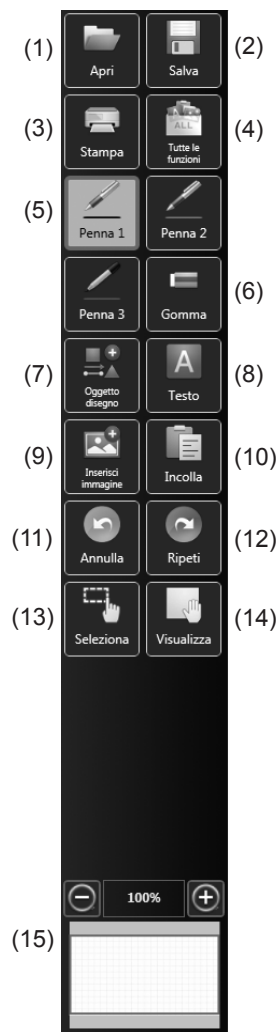 (1)
Apri
Salva
(2)
(3)
Stampa
ALL
Tutte le
funzioni
(4)
(5)
Penna 1
Penna 2
Penna 3
Gomma
(6)
(7)
Oggetto
disegno
A
Testo
(8)
(9)
Inserisci
immagine
Incolla
(10)
(11)
Annulla
Ripeti
(12)
(13)
Seleziona
Visualizza
(14)
100%
(15)